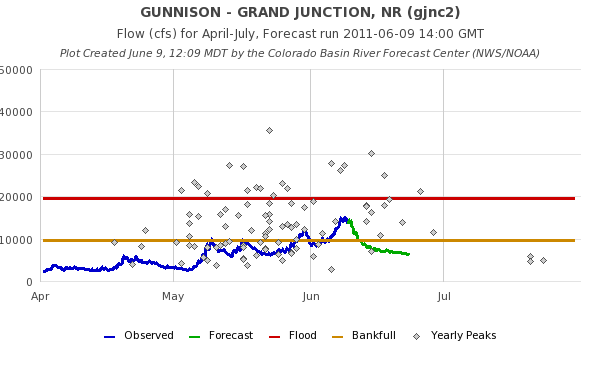 GUNNISON - GRAND JUNCTION, NR (gjnc2)
Flow (cfs) for April-July, Forecast run 2011-06-09 14:00 GMT
Plot Created June 9, 12:09 MDT by the Colorado Basin River Forecast Center (NWS/NOAA)
50000
40000
30000
20000
10000
0
Apr May Jun Jul
Observed Forecast Flood Bankfull Yearly Peaks